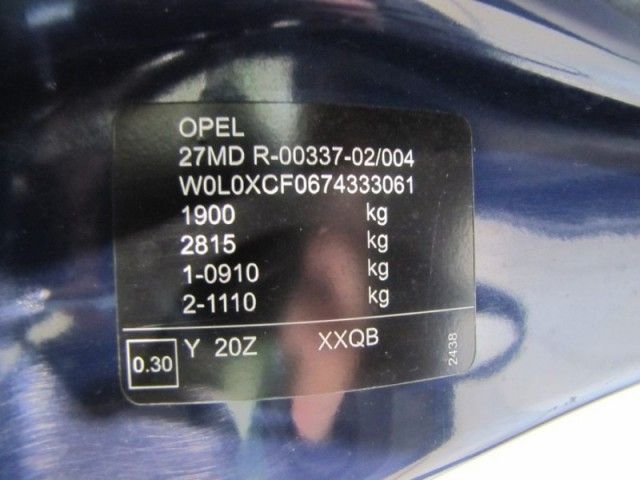 OPEL
27MD R-00337-02/004
W0L0XCF0674333061
1900 kg
2815 kg
1-0910 kg
2-1110 kg
0.30 Y 20Z XXQB 2438